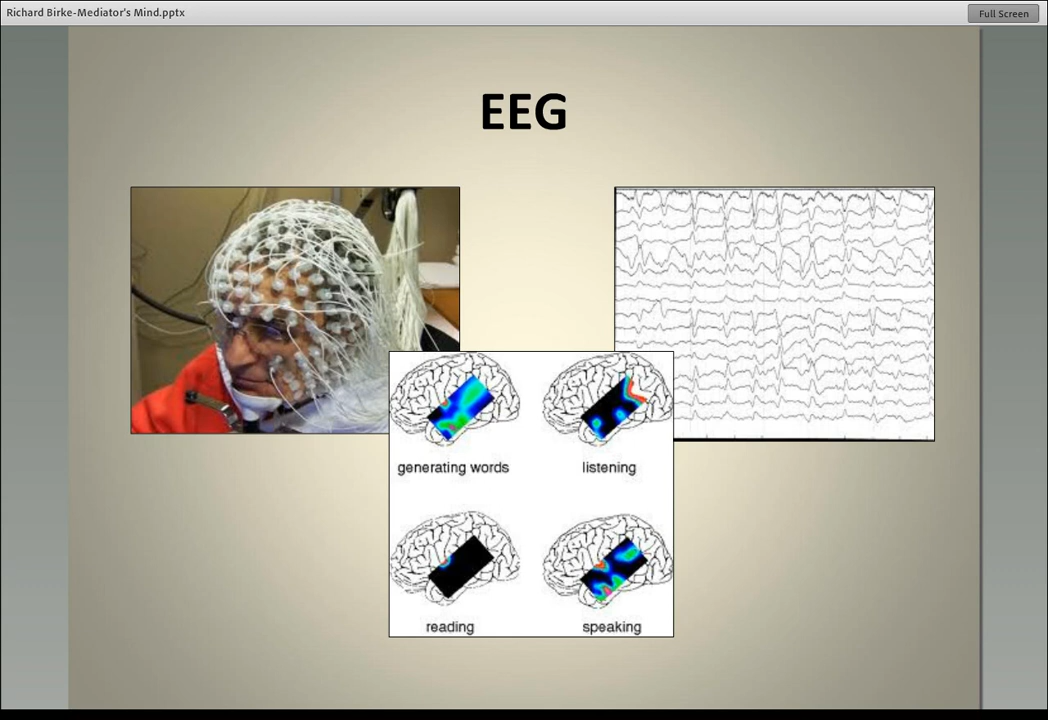 Richard Birke-Mediator's Mind.pptx
Full Screen
EEG
generating words
listening
reading
speaking